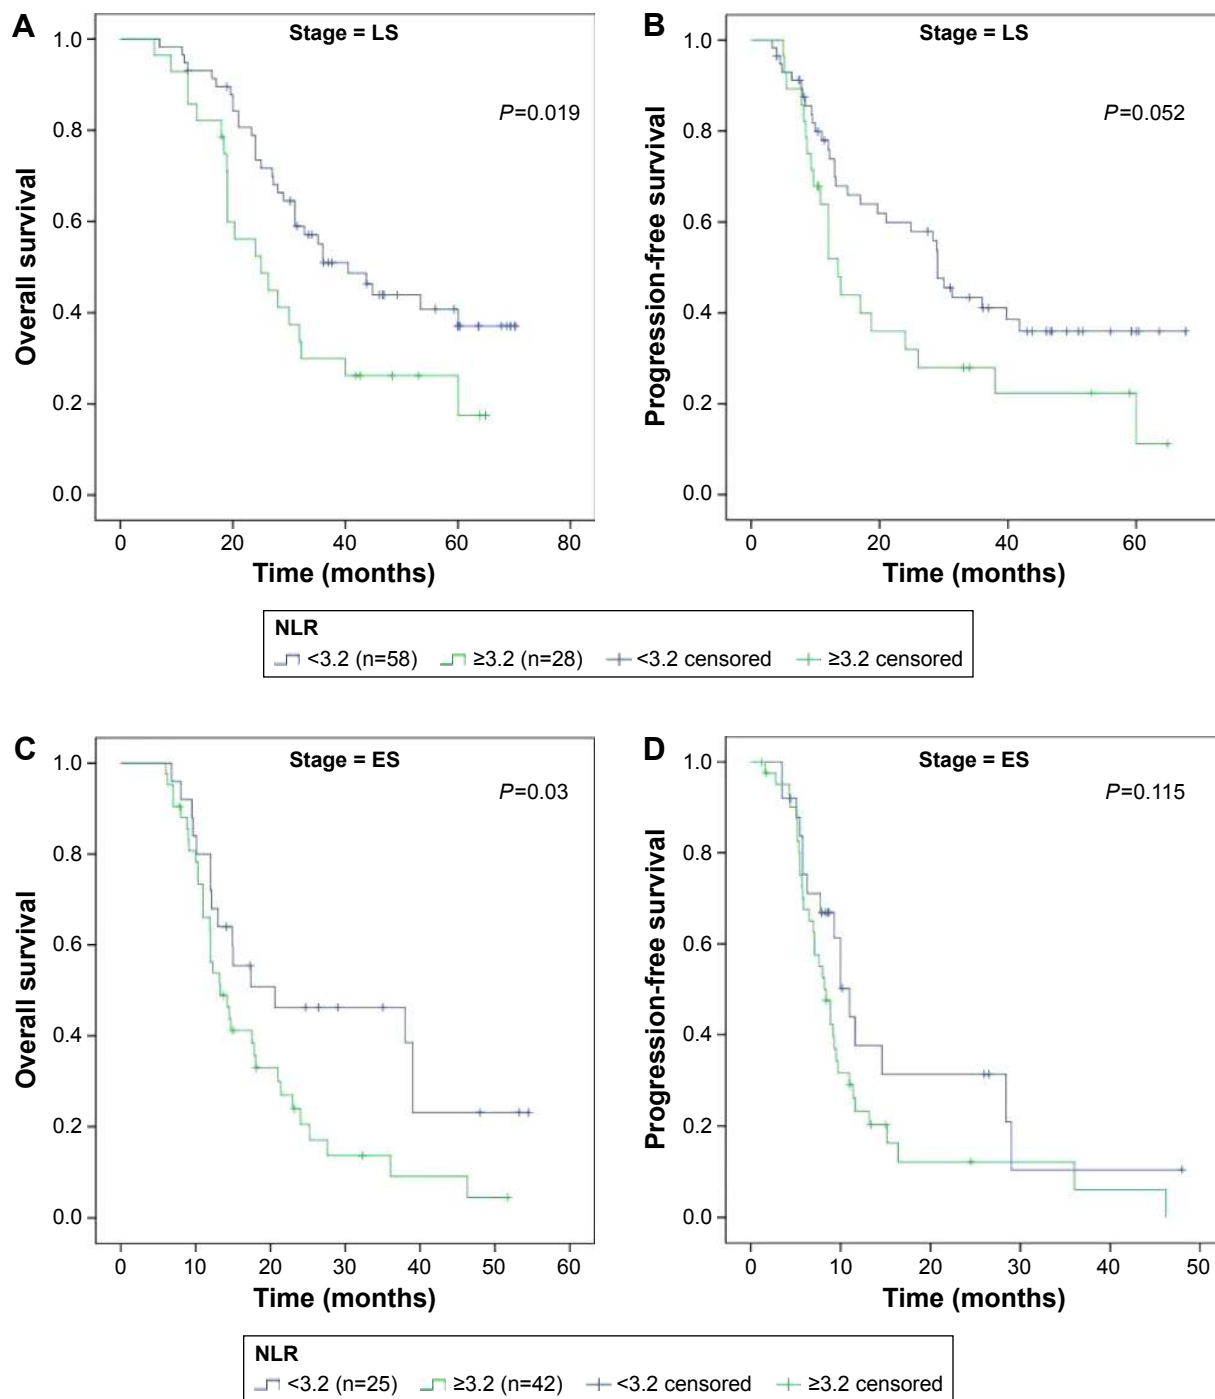 A
Stage = LS
P=0.019
Overall survival
1.0
0.8
0.6
0.4
0.2
0.0
0 20 40 60 80
Time (months)
B
Stage = LS
P=0.052
Progression-free survival
1.0
0.8
0.6
0.4
0.2
0.0
0 20 40 60
Time (months)
NLR
<3.2 (n=58) ≥3.2 (n=28) <3.2 censored ≥3.2 censored
C
Stage = ES
P=0.03
Overall survival
1.0
0.8
0.6
0.4
0.2
0.0
0 10 20 30 40 50 60
Time (months)
D
Stage = ES
P=0.115
Progression-free survival
1.0
0.8
0.6
0.4
0.2
0.0
0 10 20 30 40 50
Time (months)
NLR
<3.2 (n=25) ≥3.2 (n=42) <3.2 censored ≥3.2 censored